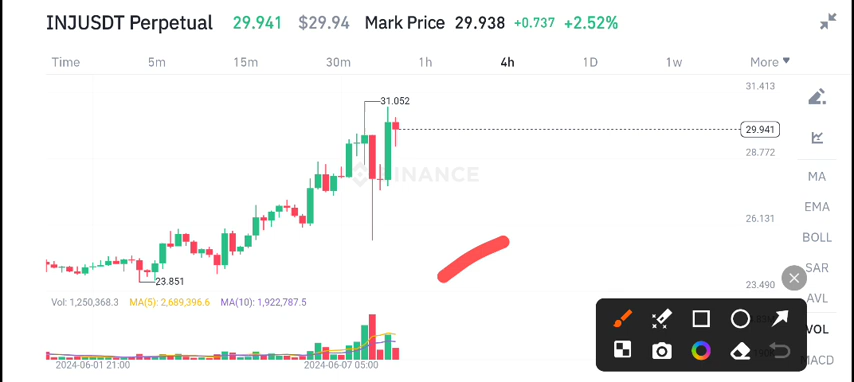 INJUSDT Perpetual 29.941 $29.94 Mark Price 29.938 +0.737 +2.52%
Time 5m 15m 30m 1h 4h 1D 1w More
31.413
31.052
29.941
28.772
BINANCE
MA
EMA
26.131
BOLL
SAR
23.851
23.490
AVL
Vol: 1,250,368.3 MA(5): 2,689,396.6 MA(10): 1,922,787.5
VOL
MACD
2024-06-01 21:00 2024-06-07 05:00